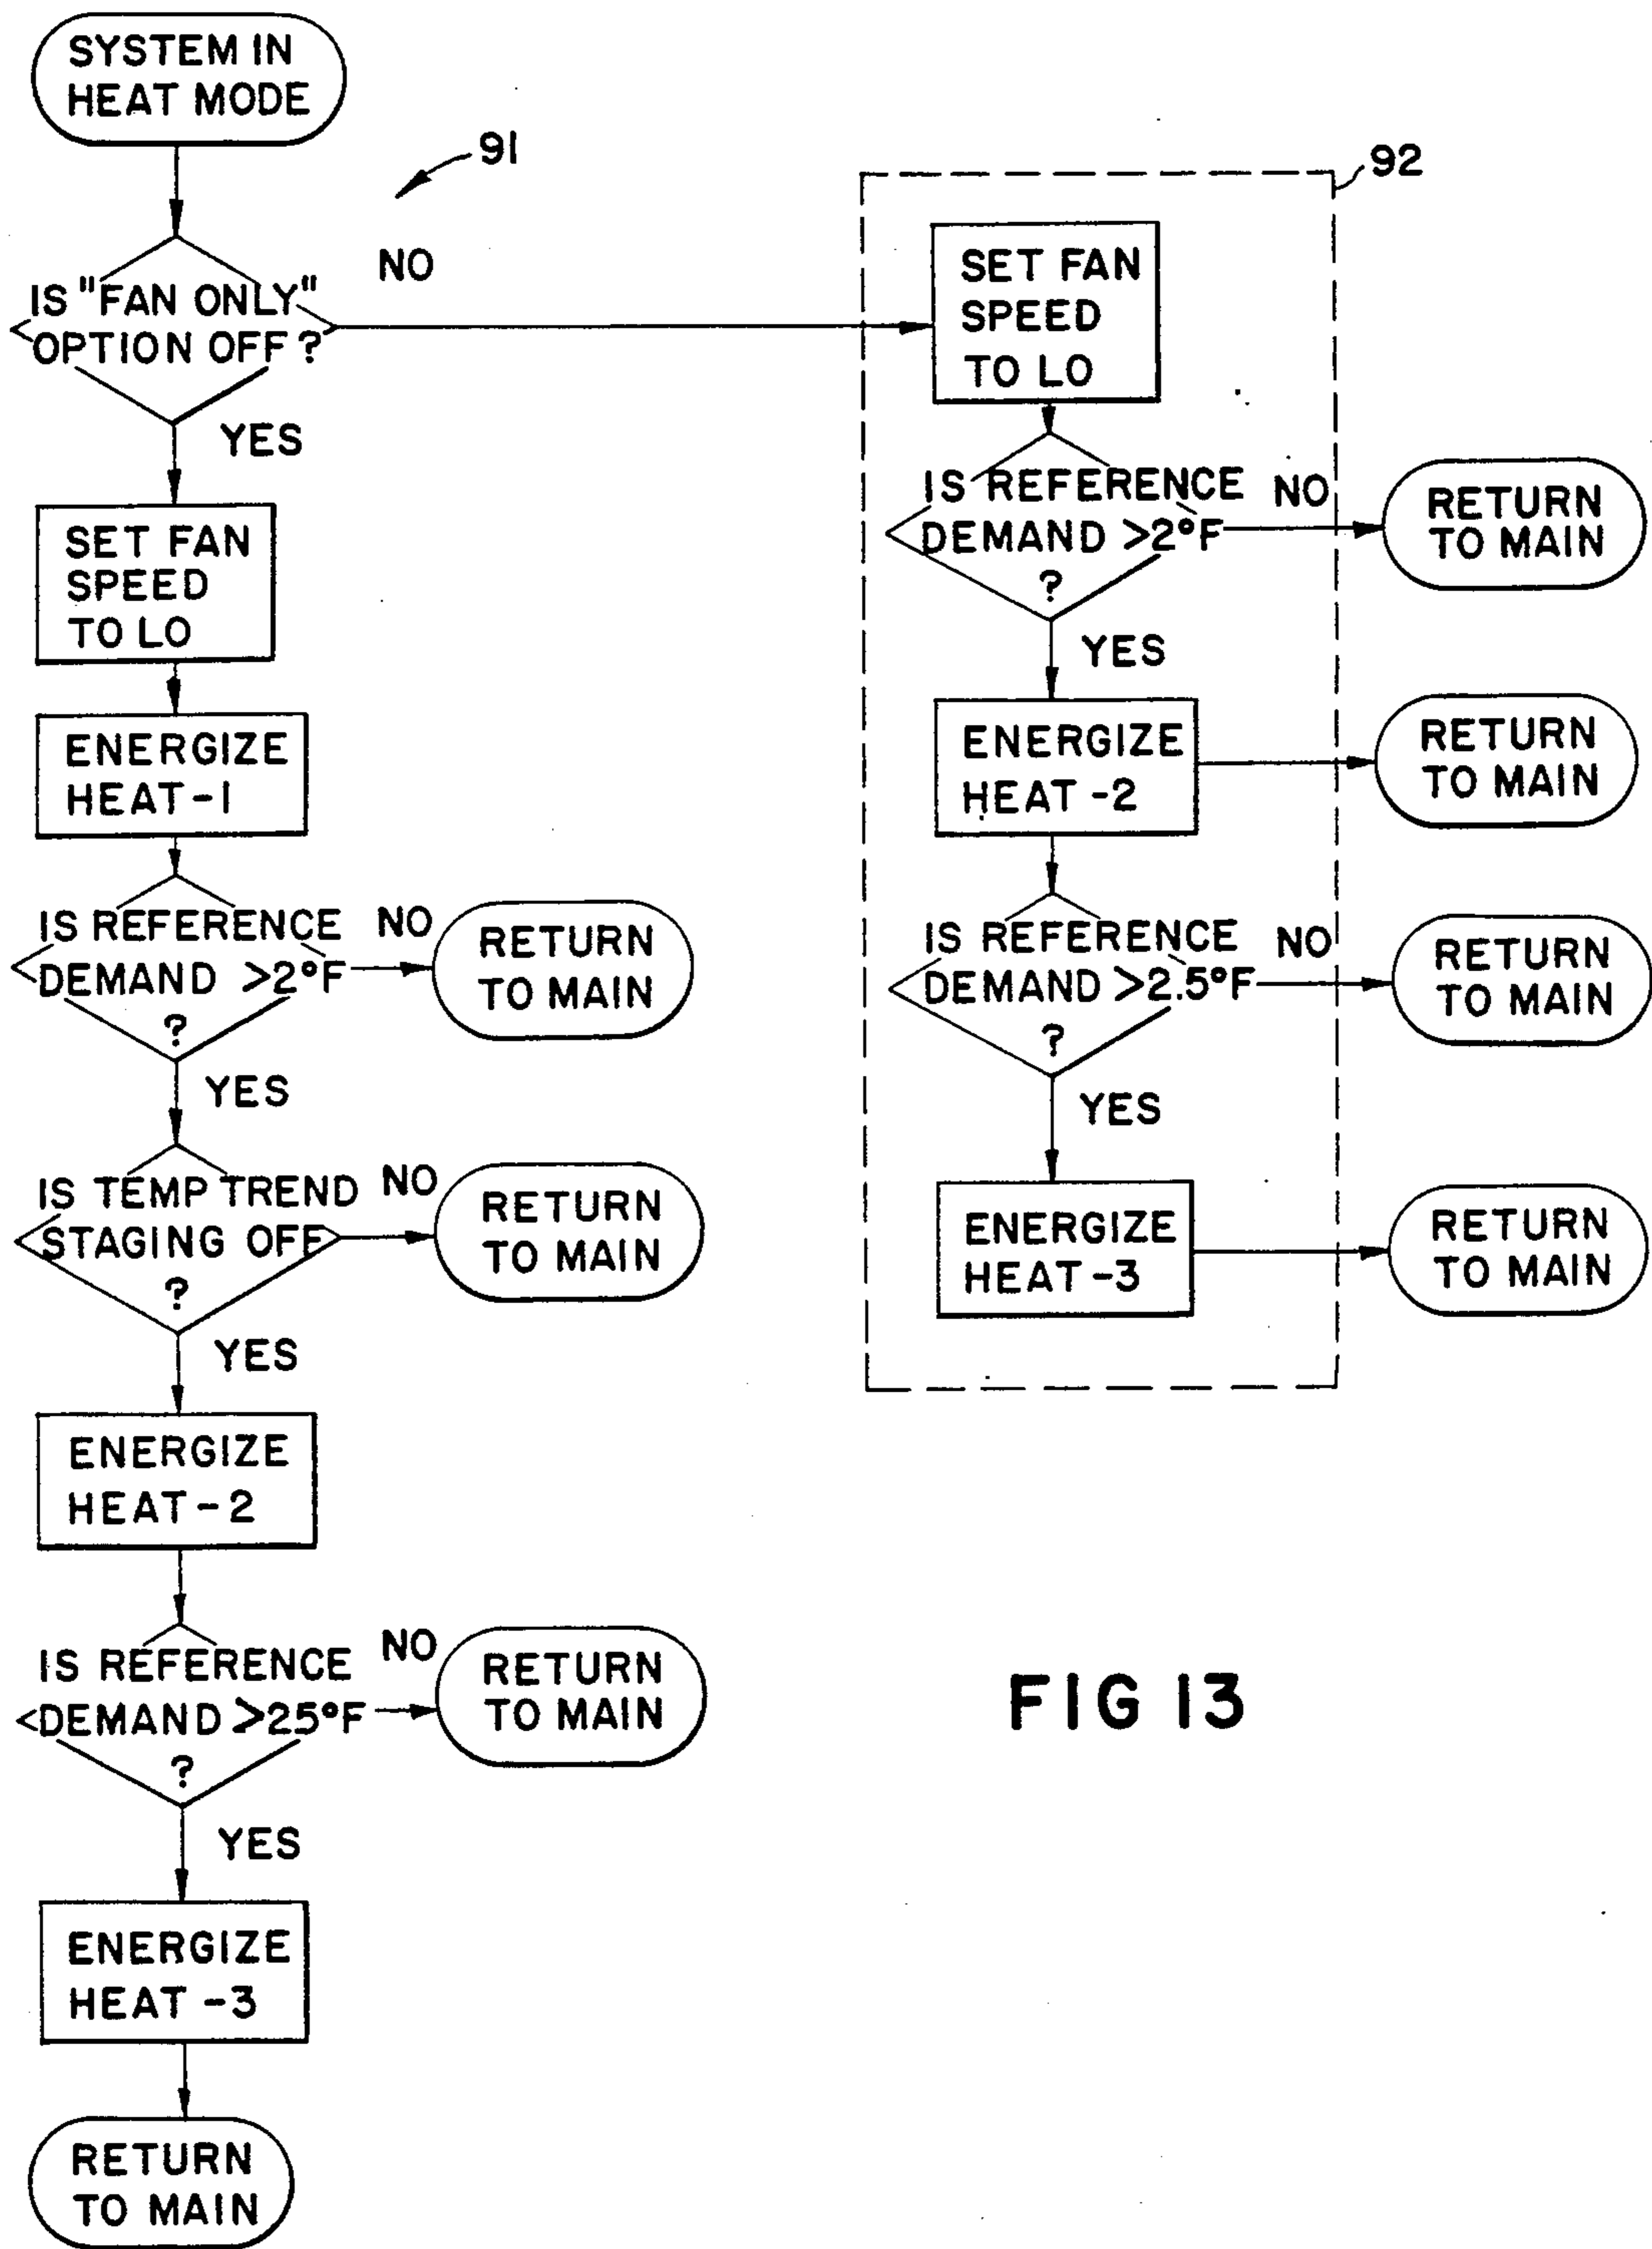 SYSTEM IN
HEAT MODE
91
IS "FAN ONLY"
OPTION OFF?
NO
YES
SET FAN
SPEED
TO LO
ENERGIZE
HEAT-1
IS REFERENCE
DEMAND >2°F
?
NO
RETURN
TO MAIN
YES
IS TEMP TREND
STAGING OFF
?
NO
RETURN
TO MAIN
YES
ENERGIZE
HEAT-2
IS REFERENCE
DEMAND >25°F
?
NO
RETURN
TO MAIN
YES
ENERGIZE
HEAT-3
RETURN
TO MAIN
92
SET FAN
SPEED
TO LO
IS REFERENCE
DEMAND >2°F
?
NO
RETURN
TO MAIN
YES
ENERGIZE
HEAT-2
RETURN
TO MAIN
IS REFERENCE
DEMAND >2.5°F
?
NO
RETURN
TO MAIN
YES
ENERGIZE
HEAT-3
RETURN
TO MAIN
FIG 13